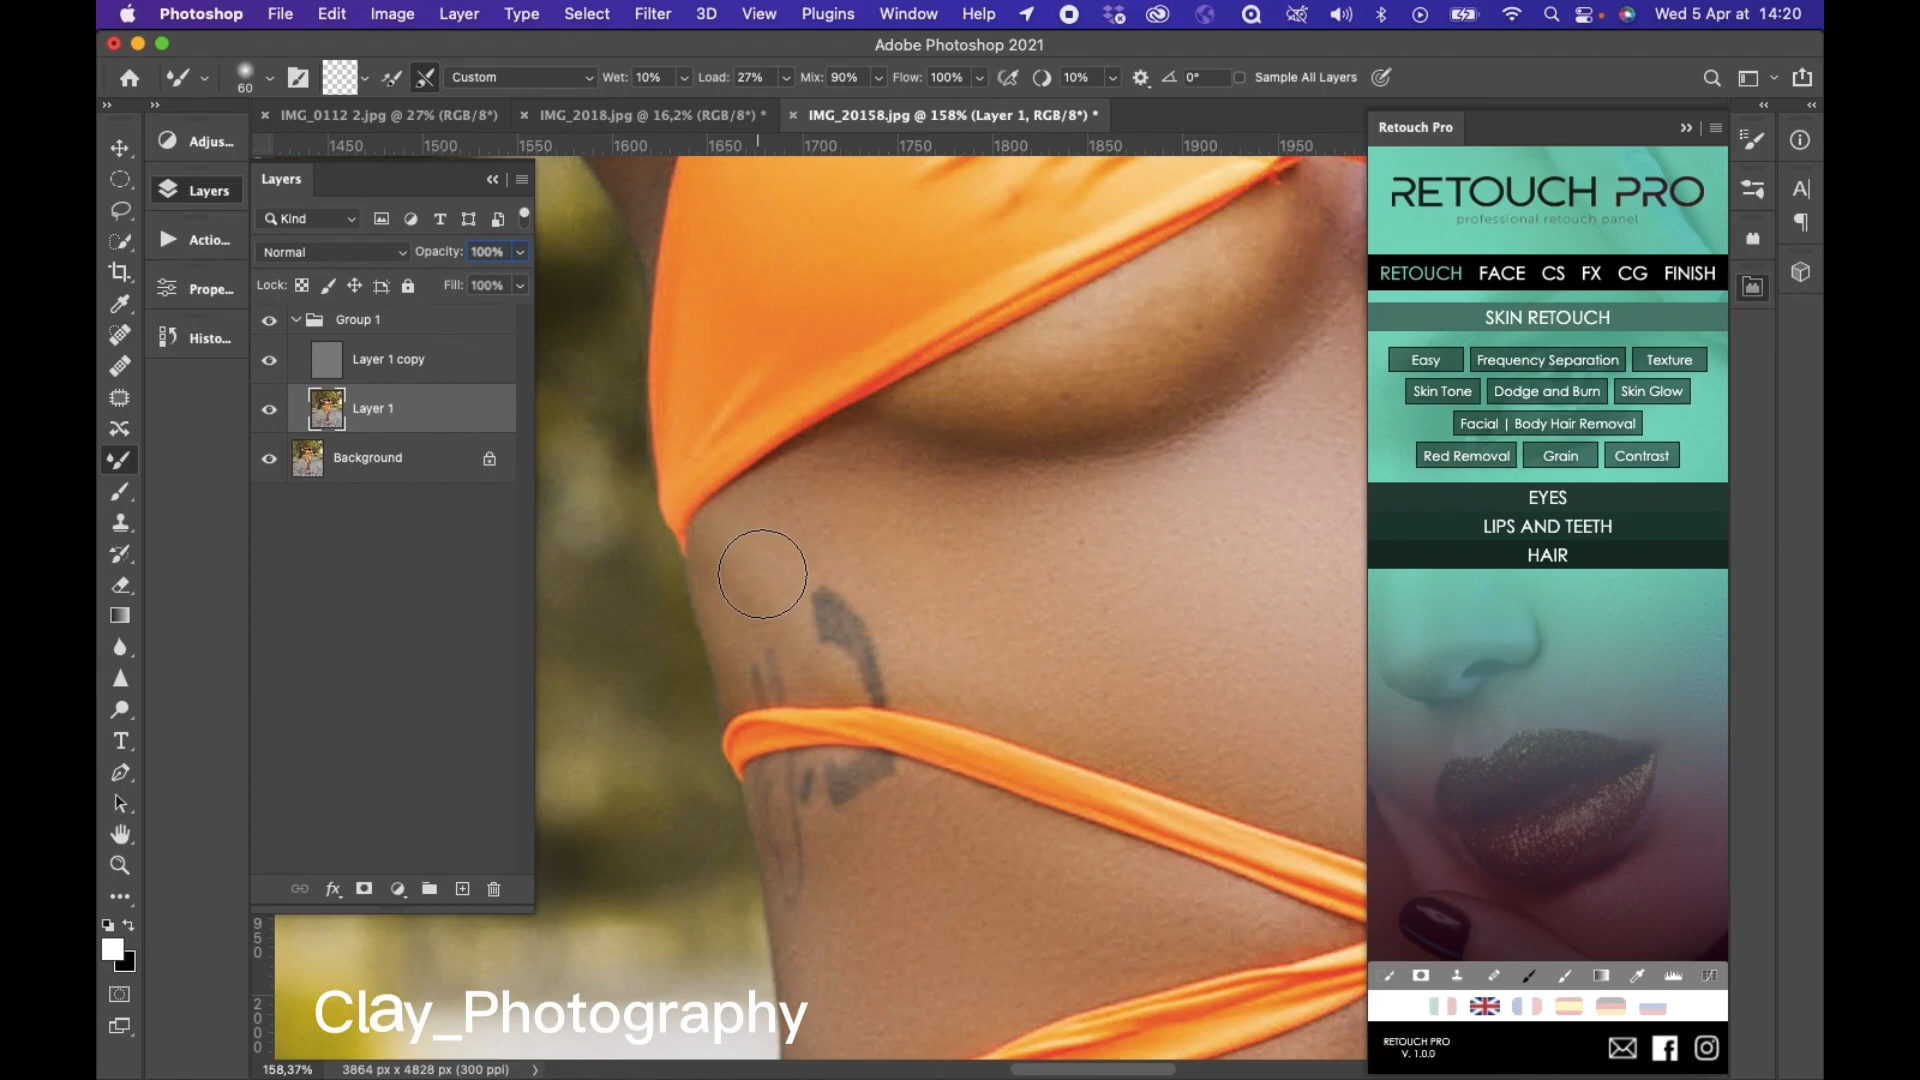 Photoshop File Edit Image Layer Type Select Filter 3D View Plugins Window Help Wed 5 Apr at 14:20
Adobe Photoshop 2021
60 Custom Wet: 10% Load: 27% Mix: 90% Flow: 100% 10% 0° Sample All Layers
IMG_0112 2.jpg @ 27% (RGB/8*) IMG_2018.jpg @ 16,2% (RGB/8*) * IMG_20158.jpg @ 158% (Layer 1, RGB/8*) *
1450 1500 1550 1600 1650 1700 1750 1800 1850 1900 1950
Adjus...
Layers
Actio...
Prope...
Histo...
Layers
Kind
Normal Opacity: 100%
Lock: Fill: 100%
Group 1
Layer 1 copy
Layer 1
Background
fx
950
2000
Clay_Photography
158,37% 3864 px x 4828 px (300 ppi)
Retouch Pro
RETOUCH PRO
professional retouch panel
RETOUCH FACE CS FX CG FINISH
SKIN RETOUCH
Easy Frequency Separation Texture
Skin Tone Dodge and Burn Skin Glow
Facial | Body Hair Removal
Red Removal Grain Contrast
EYES
LIPS AND TEETH
HAIR
RETOUCH PRO
V. 1.0.0